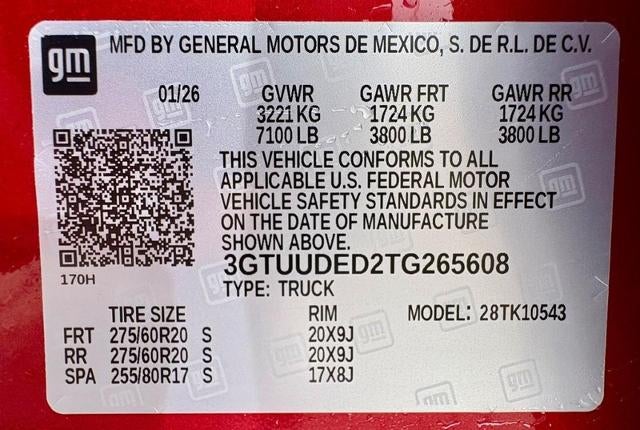 gm
MFD BY GENERAL MOTORS DE MEXICO, S. DE R.L. DE C.V.
01/26 GVWR GAWR FRT GAWR RR
3221 KG 1724 KG 1724 KG
7100 LB 3800 LB 3800 LB
THIS VEHICLE CONFORMS TO ALL
APPLICABLE U.S. FEDERAL MOTOR
VEHICLE SAFETY STANDARDS IN EFFECT
ON THE DATE OF MANUFACTURE
SHOWN ABOVE.
170H
3GTUUDED2TG265608
TYPE: TRUCK
TIRE SIZE RIM MODEL: 28TK10543
FRT 275/60R20 S 20X9J
RR 275/60R20 S 20X9J
SPA 255/80R17 S 17X8J